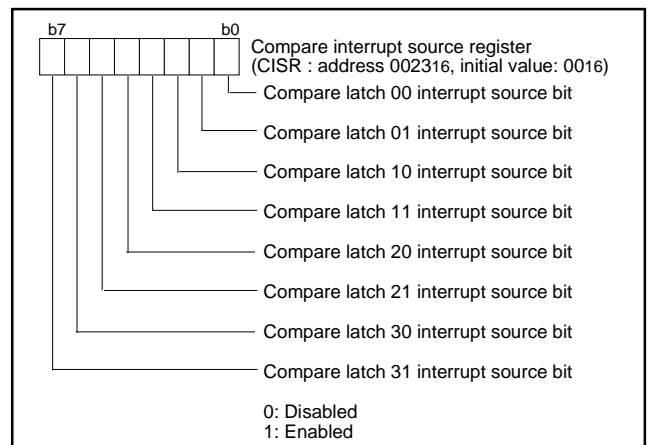 b7 b0
Compare interrupt source register
(CISR : address 002316, initial value: 0016)
Compare latch 00 interrupt source bit
Compare latch 01 interrupt source bit
Compare latch 10 interrupt source bit
Compare latch 11 interrupt source bit
Compare latch 20 interrupt source bit
Compare latch 21 interrupt source bit
Compare latch 30 interrupt source bit
Compare latch 31 interrupt source bit
0: Disabled
1: Enabled